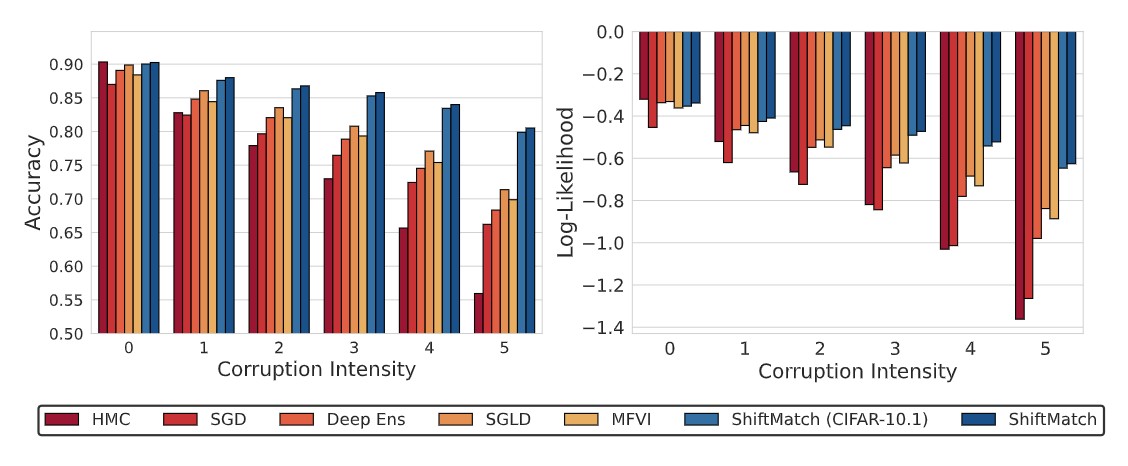 Accuracy
0.90
0.85
0.80
0.75
0.70
0.65
0.60
0.55
0.50
0 1 2 3 4 5
Corruption Intensity
Log-Likelihood
0.0
−0.2
−0.4
−0.6
−0.8
−1.0
−1.2
−1.4
0 1 2 3 4 5
Corruption Intensity
HMC SGD Deep Ens SGLD MFVI ShiftMatch (CIFAR-10.1) ShiftMatch